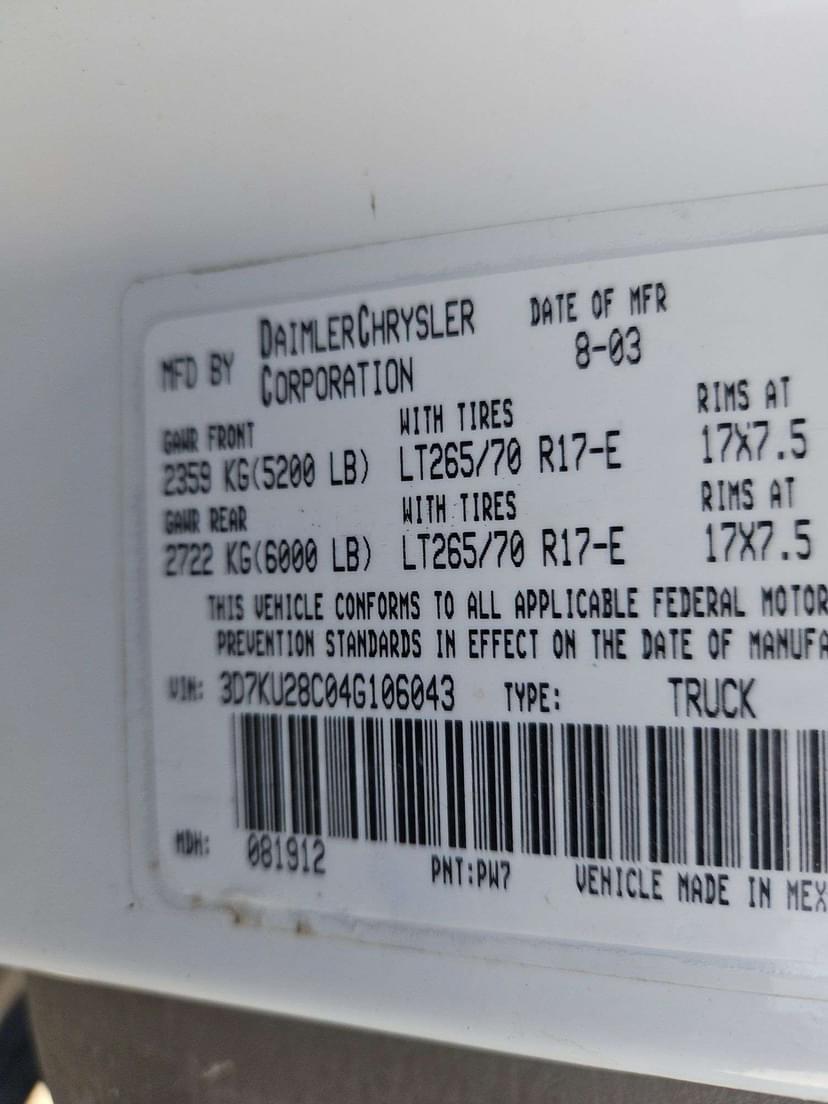 MFD BY DAIMLERCHRYSLER CORPORATION DATE OF MFR
8-03
GAWR FRONT WITH TIRES RIMS AT
2359 KG(5200 LB) LT265/70 R17-E 17X7.5
GAWR REAR WITH TIRES RIMS AT
2722 KG(6000 LB) LT265/70 R17-E 17X7.5
THIS VEHICLE CONFORMS TO ALL APPLICABLE FEDERAL MOTOR
PREVENTION STANDARDS IN EFFECT ON THE DATE OF MANUFA
VIN: 3D7KU28C04G106043 TYPE: TRUCK
MDH: 081912 PNT:PW7 VEHICLE MADE IN MEX